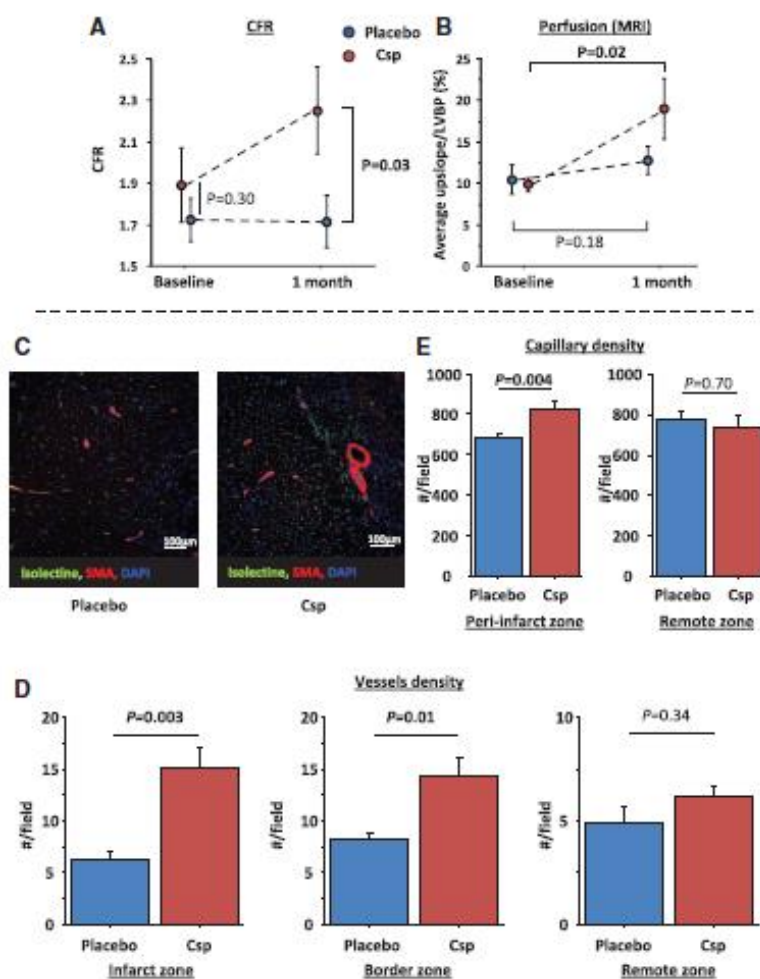 A
CFR
Placebo
Csp
2.5
2.3
2.1
1.9
1.7
1.5
CFR
P=0.30
P=0.03
Baseline
1 month
B
Perfusion (MRI)
P=0.02
25
20
15
10
5
0
Average upslope/LVBP (%)
P=0.18
Baseline
1 month
C
100µm
Isolectine, SMA, DAPI
Placebo
100µm
Isolectine, SMA, DAPI
Csp
E
Capillary density
1000
800
600
400
200
0
#/field
P=0.004
Placebo
Csp
Peri-infarct zone
1000
800
600
400
200
0
#/field
P=0.70
Placebo
Csp
Remote zone
D
Vessels density
20
15
10
5
0
#/field
P=0.003
Placebo
Csp
Infarct zone
20
15
10
5
0
#/field
P=0.01
Placebo
Csp
Border zone
10
5
0
#/field
P=0.34
Placebo
Csp
Remote zone